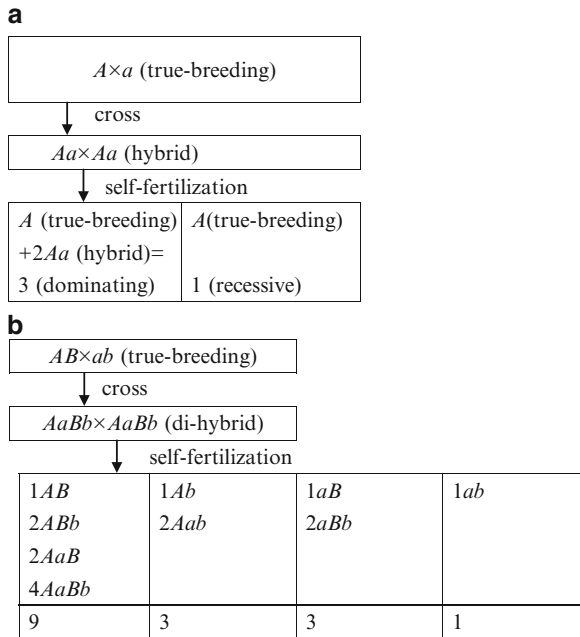 a
A×a (true-breeding)
cross
Aa×Aa (hybrid)
self-fertilization
A (true-breeding) A(true-breeding)
+2Aa (hybrid)=
3 (dominating) 1 (recessive)
b
AB×ab (true-breeding)
cross
AaBb×AaBb (di-hybrid)
self-fertilization
1AB 1Ab 1aB 1ab
2ABb 2Aab 2aBb
2AaB
4AaBb
9 3 3 1